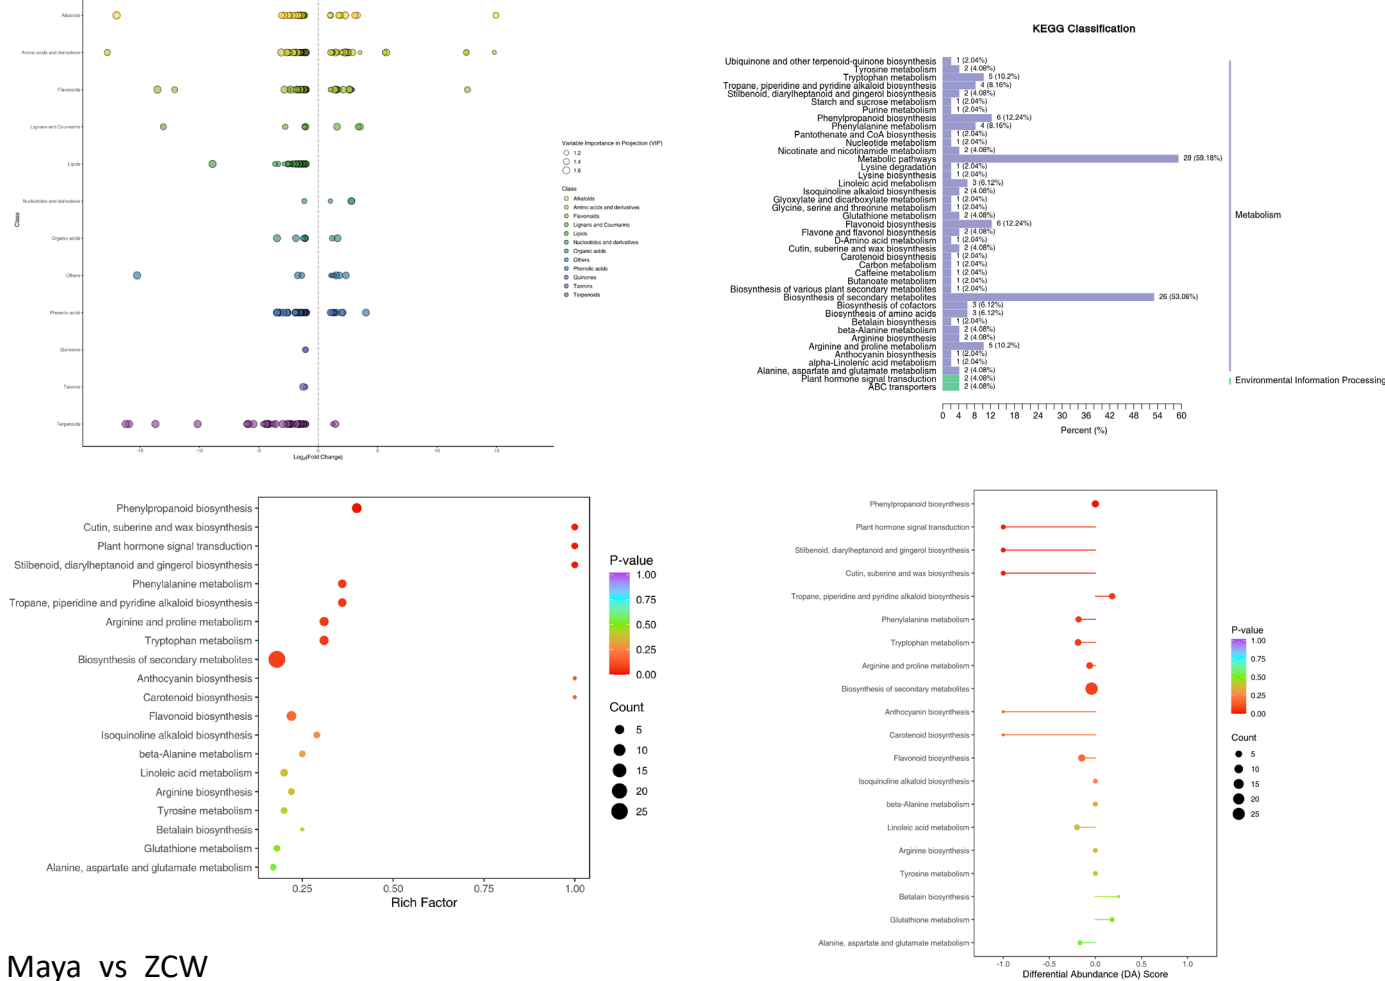 Alkaloids
Amino acids and derivatives
Flavonoids
Lignans and Coumarins
Lipids
Nucleotides and derivatives
Organic acids
Others
Phenolic acids
Quinones
Tannins
Terpenoids
Class
-15 -10 -5 0 5 10 15
Log2(Fold Change)
Variable Importance in Projection (VIP)
1.2
1.4
1.6
Class
Alkaloids
Amino acids and derivatives
Flavonoids
Lignans and Coumarins
Lipids
Nucleotides and derivatives
Organic acids
Others
Phenolic acids
Quinones
Tannins
Terpenoids
KEGG Classification
Ubiquinone and other terpenoid-quinone biosynthesis 1 (2.04%)
Tyrosine metabolism 2 (4.08%)
Tryptophan metabolism 5 (10.2%)
Tropane, piperidine and pyridine alkaloid biosynthesis 4 (8.16%)
Stilbenoid, diarylheptanoid and gingerol biosynthesis 2 (4.08%)
Starch and sucrose metabolism 1 (2.04%)
Purine metabolism 1 (2.04%)
Phenylpropanoid biosynthesis 6 (12.24%)
Phenylalanine metabolism 4 (8.16%)
Pantothenate and CoA biosynthesis 1 (2.04%)
Nucleotide metabolism 1 (2.04%)
Nicotinate and nicotinamide metabolism 2 (4.08%)
Metabolic pathways 29 (59.18%)
Lysine degradation 1 (2.04%)
Lysine biosynthesis 1 (2.04%)
Linoleic acid metabolism 3 (6.12%)
Isoquinoline alkaloid biosynthesis 2 (4.08%)
Glyoxylate and dicarboxylate metabolism 1 (2.04%)
Glycine, serine and threonine metabolism 1 (2.04%)
Glutathione metabolism 2 (4.08%)
Flavonoid biosynthesis 6 (12.24%)
Flavone and flavonol biosynthesis 2 (4.08%)
D-Amino acid metabolism 1 (2.04%)
Cutin, suberine and wax biosynthesis 2 (4.08%)
Carotenoid biosynthesis 1 (2.04%)
Carbon metabolism 1 (2.04%)
Caffeine metabolism 1 (2.04%)
Butanoate metabolism 1 (2.04%)
Biosynthesis of various plant secondary metabolites 1 (2.04%)
Biosynthesis of secondary metabolites 26 (53.06%)
Biosynthesis of cofactors 3 (6.12%)
Biosynthesis of amino acids 3 (6.12%)
Betalain biosynthesis 1 (2.04%)
beta-Alanine metabolism 2 (4.08%)
Arginine biosynthesis 2 (4.08%)
Arginine and proline metabolism 5 (10.2%)
Anthocyanin biosynthesis 1 (2.04%)
alpha-Linolenic acid metabolism 1 (2.04%)
Alanine, aspartate and glutamate metabolism 2 (4.08%)
Plant hormone signal transduction 2 (4.08%)
ABC transporters 2 (4.08%)
Metabolism
Environmental Information Processing
0 4 8 12 18 24 30 36 42 48 54 60
Percent (%)
Phenylpropanoid biosynthesis
Cutin, suberine and wax biosynthesis
Plant hormone signal transduction
Stilbenoid, diarylheptanoid and gingerol biosynthesis
Phenylalanine metabolism
Tropane, piperidine and pyridine alkaloid biosynthesis
Arginine and proline metabolism
Tryptophan metabolism
Biosynthesis of secondary metabolites
Anthocyanin biosynthesis
Carotenoid biosynthesis
Flavonoid biosynthesis
Isoquinoline alkaloid biosynthesis
beta-Alanine metabolism
Linoleic acid metabolism
Arginine biosynthesis
Tyrosine metabolism
Betalain biosynthesis
Glutathione metabolism
Alanine, aspartate and glutamate metabolism
0.25 0.50 0.75 1.00
Rich Factor
P-value
1.00
0.75
0.50
0.25
0.00
Count
5
10
15
20
25
Phenylpropanoid biosynthesis
Plant hormone signal transduction
Stilbenoid, diarylheptanoid and gingerol biosynthesis
Cutin, suberine and wax biosynthesis
Tropane, piperidine and pyridine alkaloid biosynthesis
Phenylalanine metabolism
Tryptophan metabolism
Arginine and proline metabolism
Biosynthesis of secondary metabolites
Anthocyanin biosynthesis
Carotenoid biosynthesis
Flavonoid biosynthesis
Isoquinoline alkaloid biosynthesis
beta-Alanine metabolism
Linoleic acid metabolism
Arginine biosynthesis
Tyrosine metabolism
Betalain biosynthesis
Glutathione metabolism
Alanine, aspartate and glutamate metabolism
-1.0 -0.5 0.0 0.5 1.0
Differential Abundance (DA) Score
P-value
1.00
0.75
0.50
0.25
0.00
Count
5
10
15
20
25
Maya vs ZCW